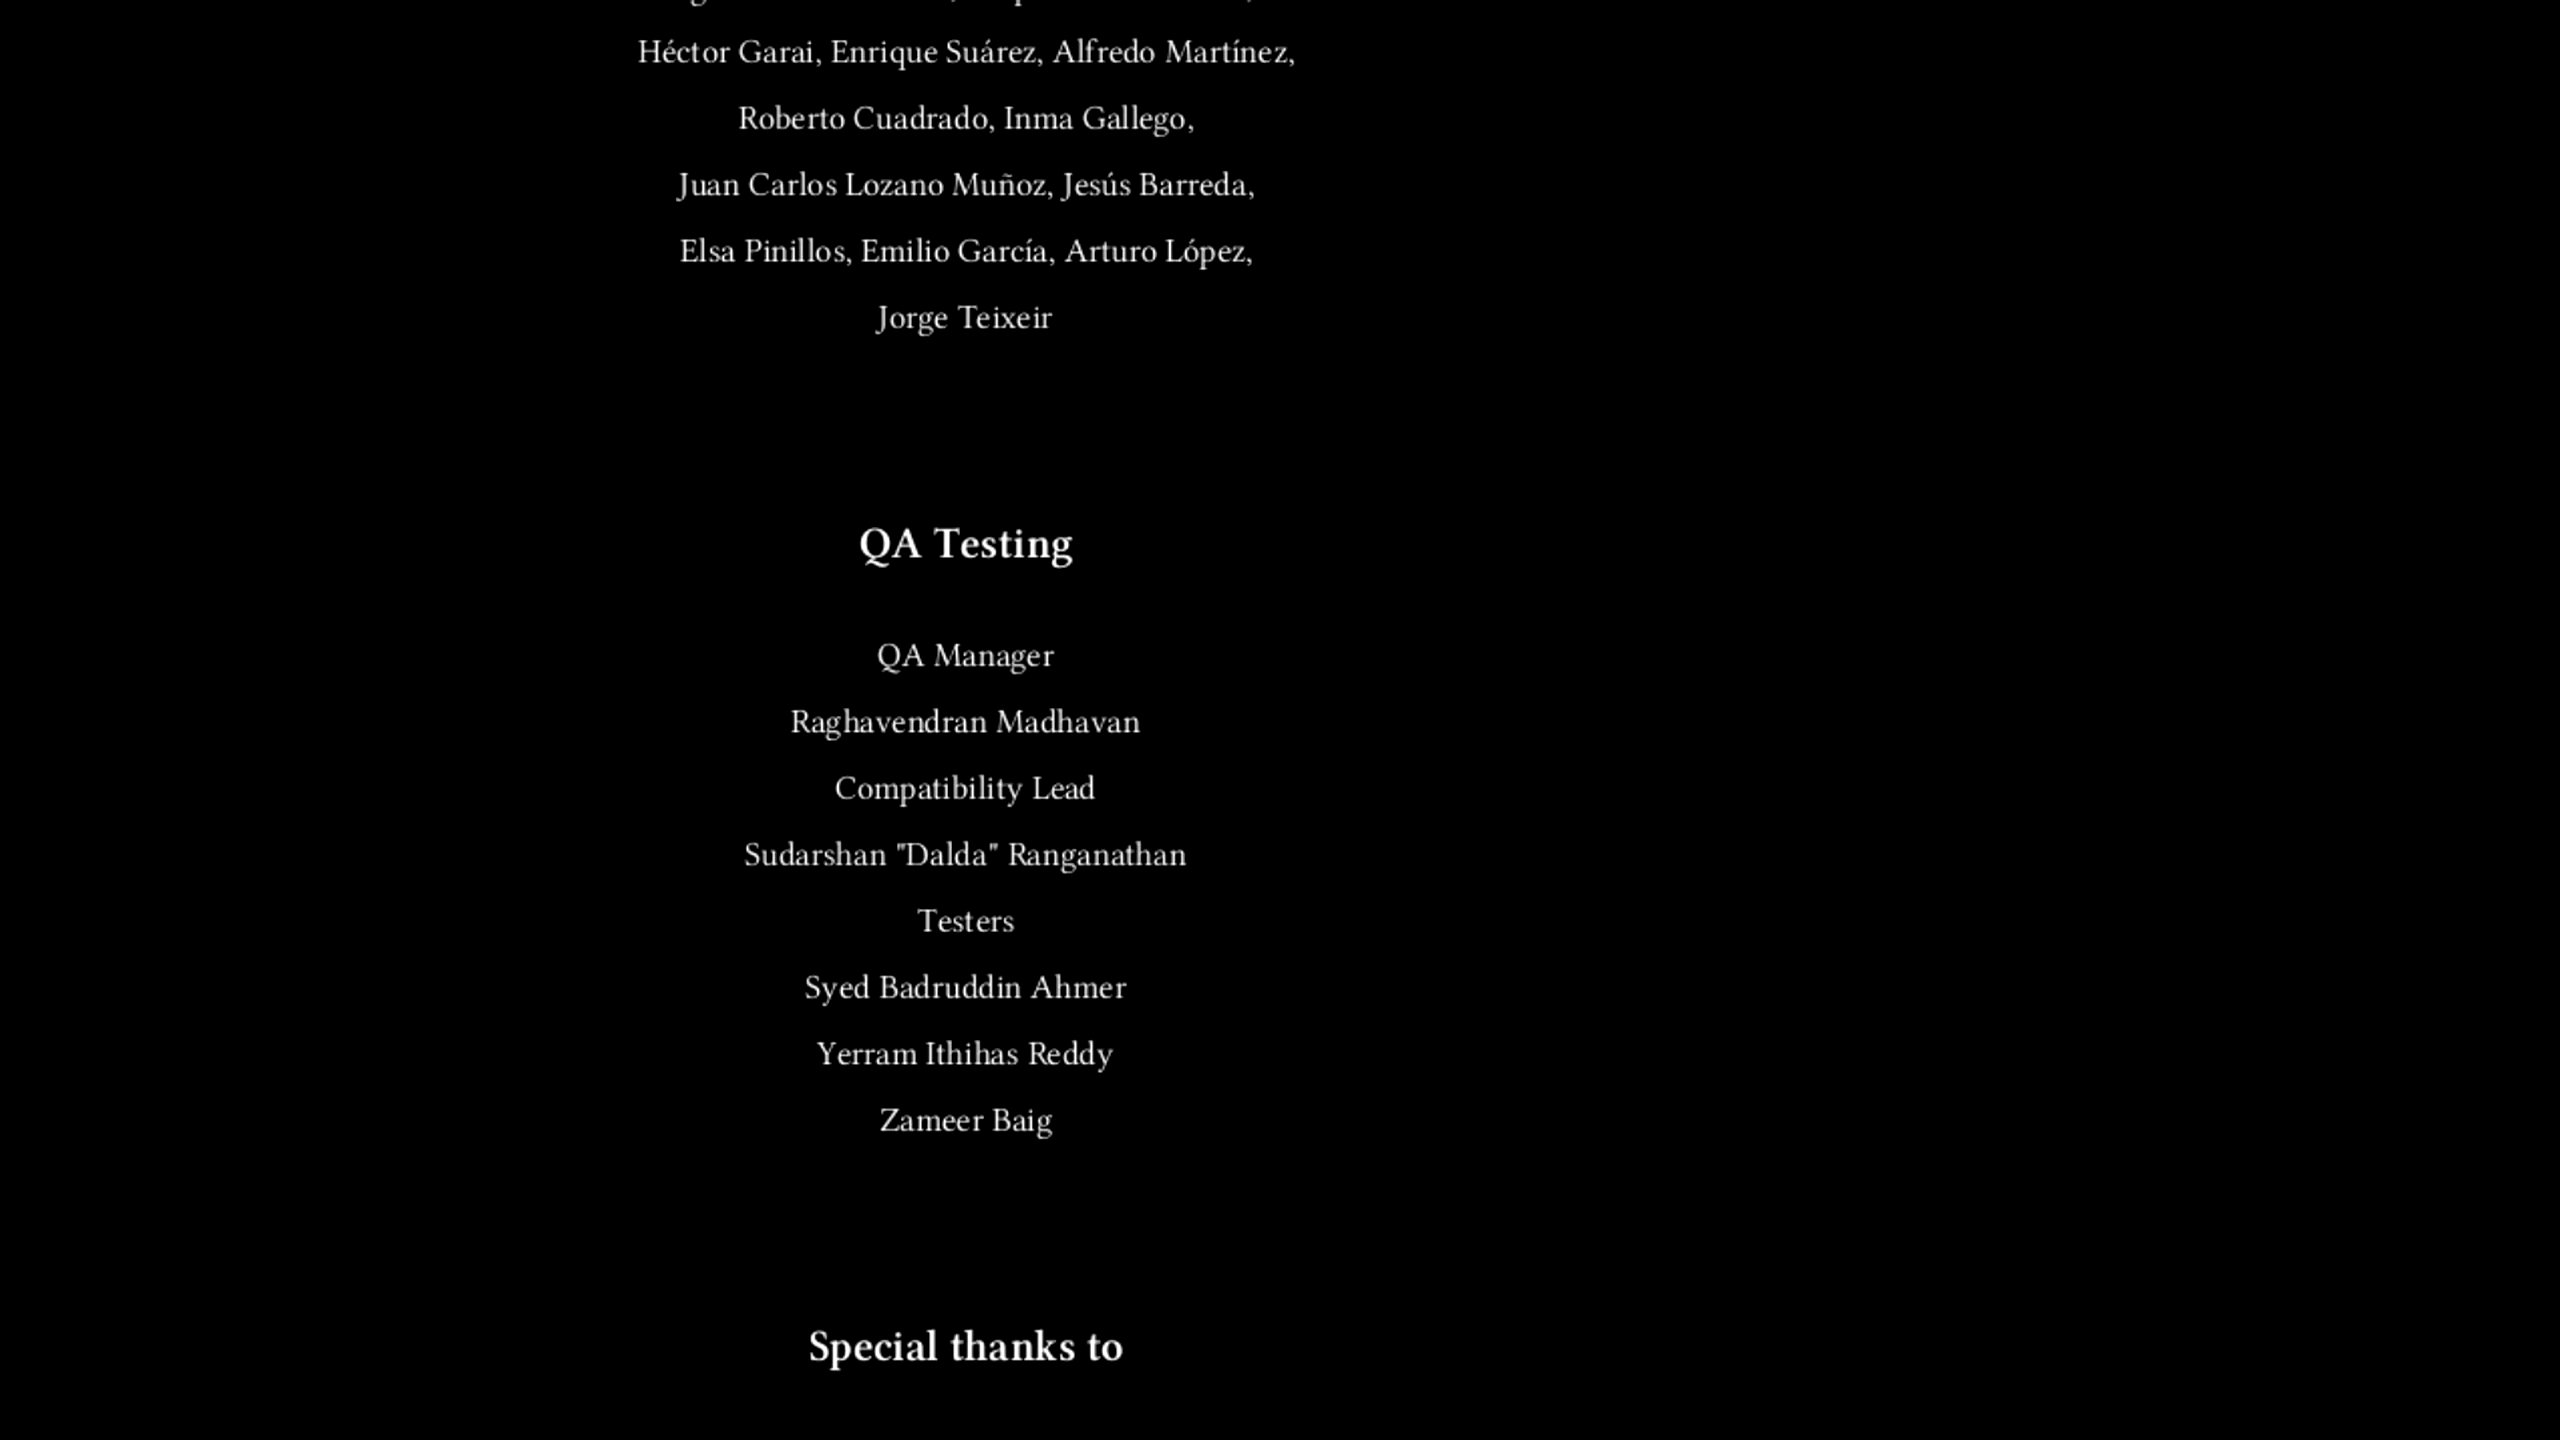 Héctor Garai, Enrique Suárez, Alfredo Martínez,
Roberto Cuadrado, Inma Gallego,
Juan Carlos Lozano Muñoz, Jesús Barreda,
Elsa Pinillos, Emilio García, Arturo López,
Jorge Teixeir
QA Testing
QA Manager
Raghavendran Madhavan
Compatibility Lead
Sudarshan "Dalda" Ranganathan
Testers
Syed Badruddin Ahmer
Yerram Ithihas Reddy
Zameer Baig
Special thanks to